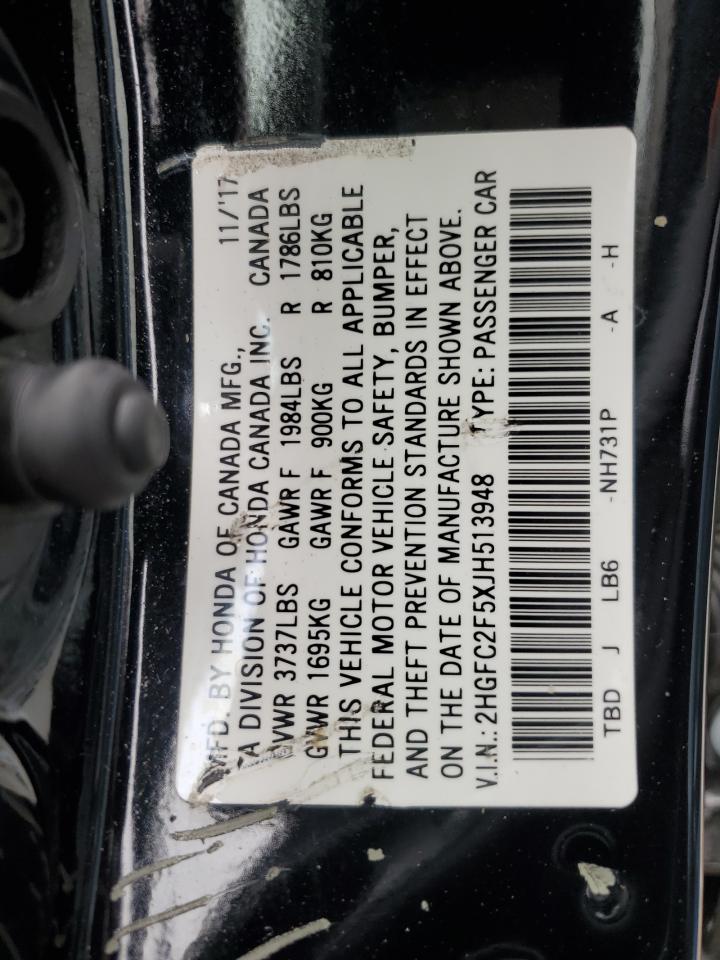 MFD. BY HONDA OF CANADA MFG., 11/'17
A DIVISION OF HONDA CANADA INC. CANADA
GVWR 3737LBS GAWR F 1984LBS R 1786LBS
GVWR 1695KG GAWR F 900KG R 810KG
THIS VEHICLE CONFORMS TO ALL APPLICABLE
FEDERAL MOTOR VEHICLE SAFETY, BUMPER,
AND THEFT PREVENTION STANDARDS IN EFFECT
ON THE DATE OF MANUFACTURE SHOWN ABOVE.
V.I.N.: 2HGFC2F5XJH513948 TYPE: PASSENGER CAR
TBD J LB6 -NH731P -A -H